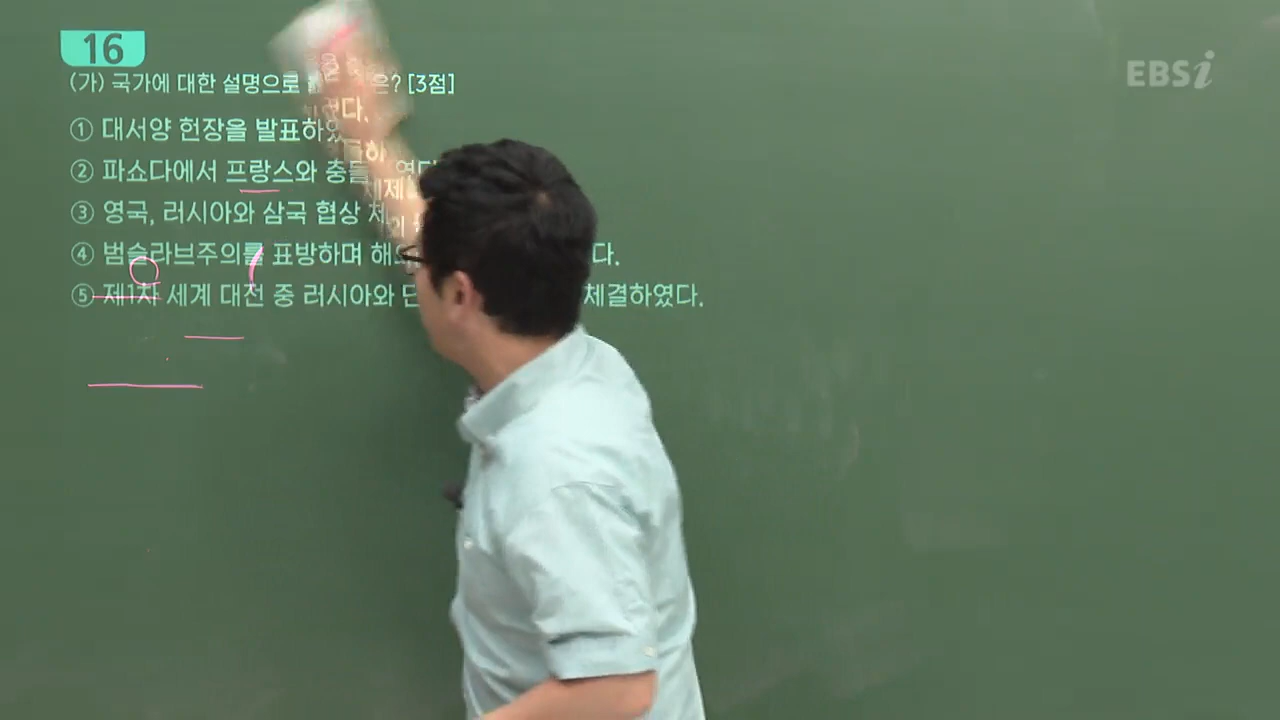 16
EBSi
(가) 국가에 대한 설명으로 은? [3점]
① 대서양 헌장을 발표하였
② 파쇼다에서 프랑스와 충돌
③ 영국, 러시아와 삼국 협상 체
④ 범슬라브주의를 표방하며 다.
⑤ 제1차 세계 대전 중 러시아와 체결하였다.